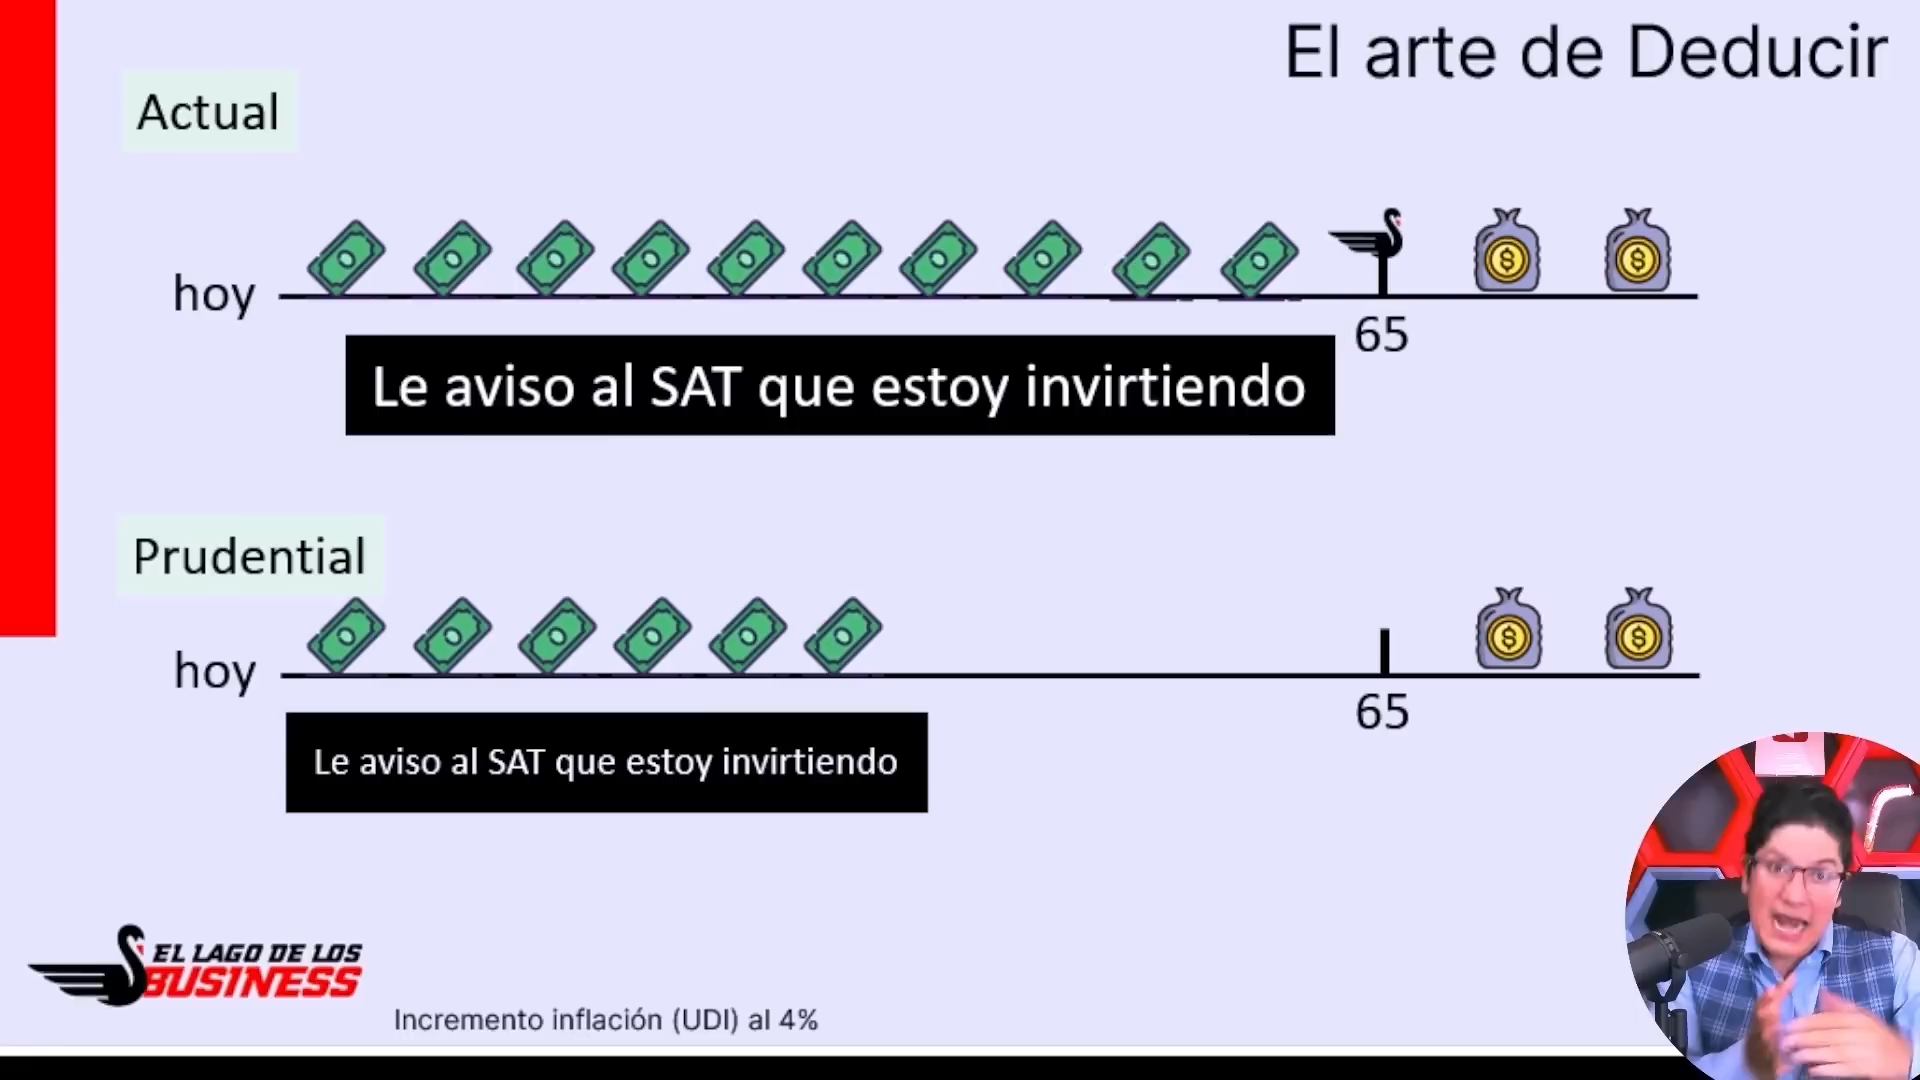 El arte de Deducir
Actual
hoy
65
Le aviso al SAT que estoy invirtiendo
Prudential
hoy
65
Le aviso al SAT que estoy invirtiendo
EL LAGO DE LOS
BUSINESS
Incremento inflación (UDI) al 4%